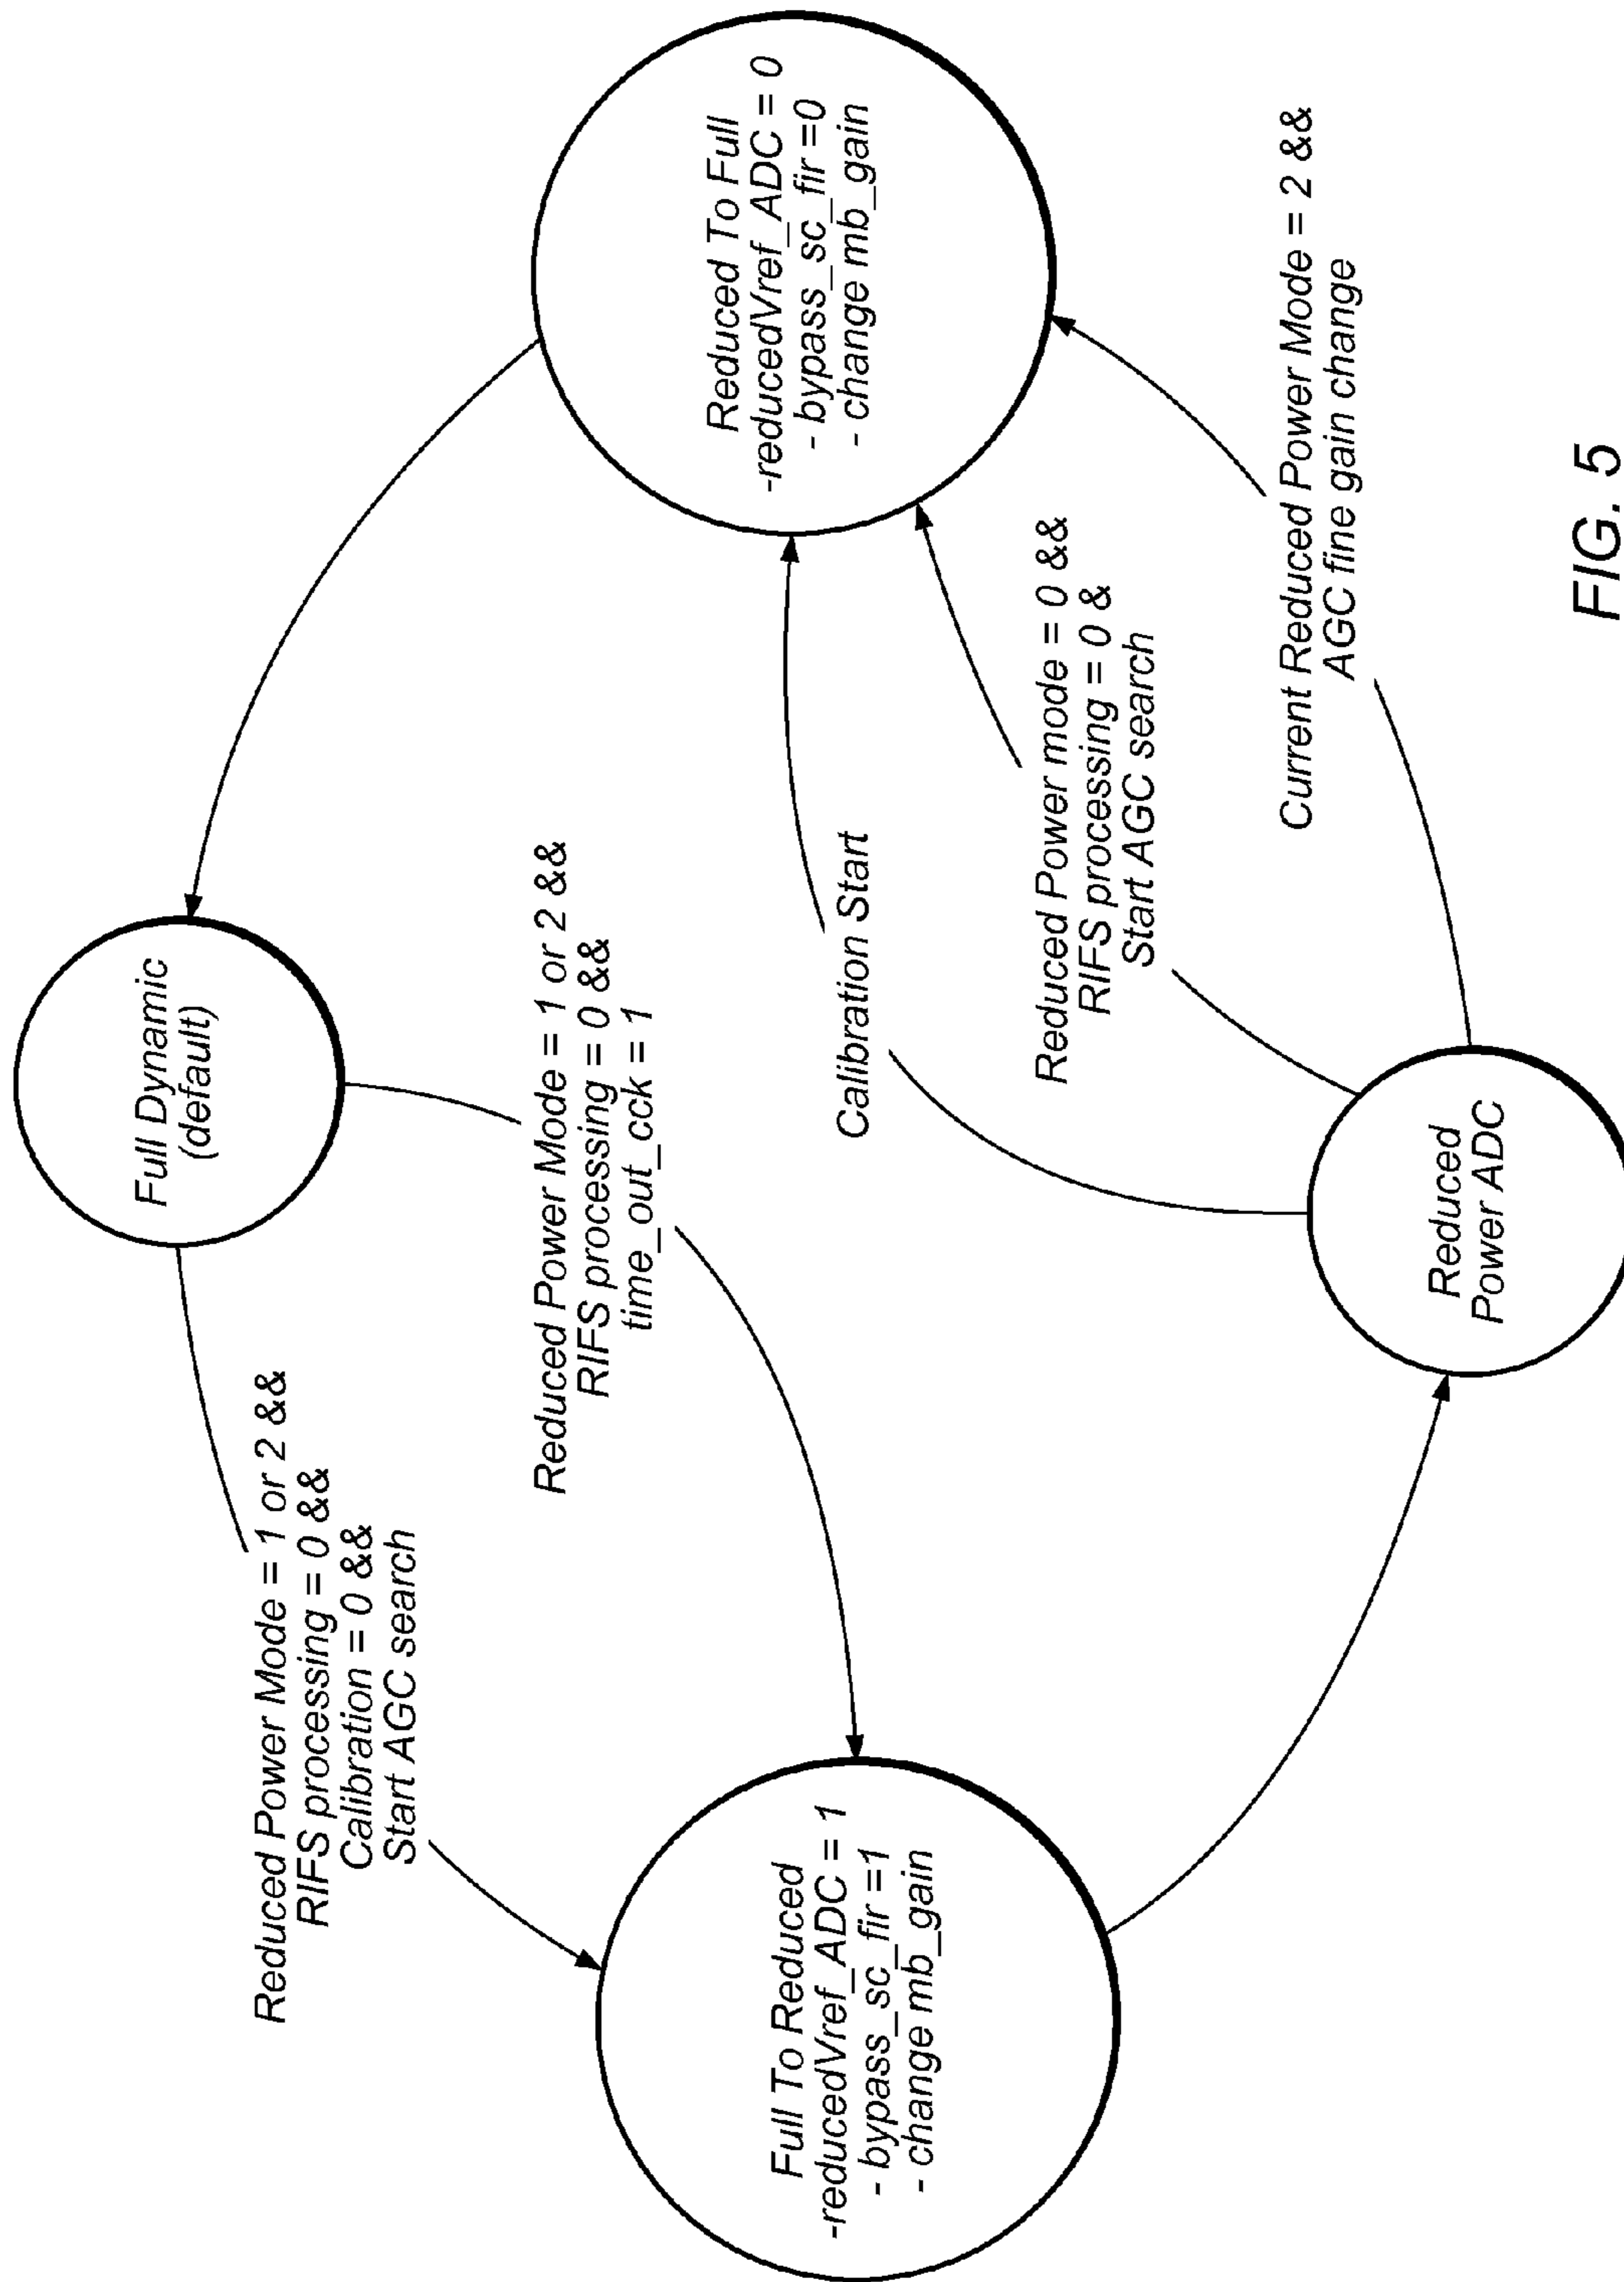 Full Dynamic
(default)
Reduced Power Mode = 1 or 2 &&
RIFS processing = 0 &&
Calibration = 0 &&
Start AGC search
Reduced Power Mode = 1 or 2 &&
RIFS processing = 0 &&
time_out_cck = 1
Full To Reduced
-reducedVref_ADC = 1
- bypass_sc_fir =1
- change mb_gain
Reduced To Full
-reducedVref_ADC = 0
- bypass_sc_fir =0
- change mb_gain
Calibration Start
Reduced Power mode = 0 &&
RIFS processing = 0 &
Start AGC search
Current Reduced Power Mode = 2 &&
AGC fine gain change
Reduced
Power ADC
FIG. 5